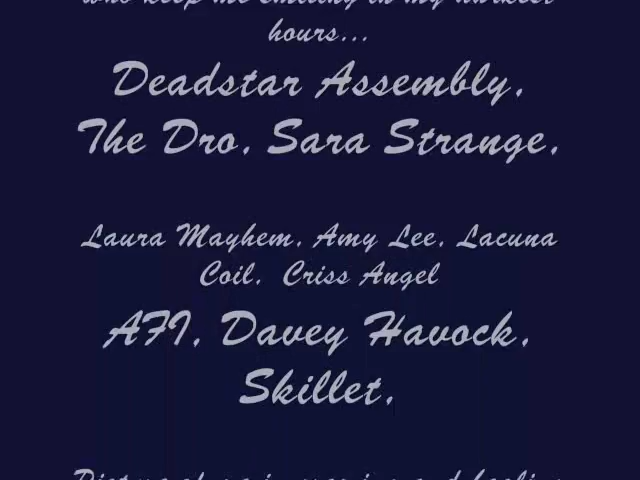 who keep me smiling in my darkest
hours...
Deadstar Assembly,
The Dro, Sara Strange,
Laura Mayhem, Amy Lee, Lacuna
Coil, Criss Angel
AFI, Davey Havock,
Skillet,